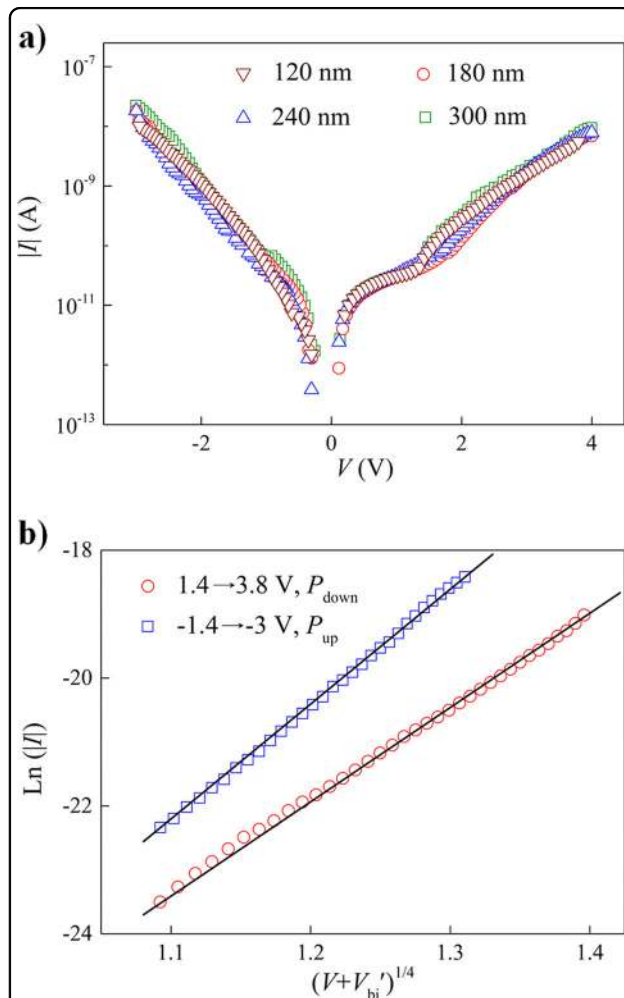 a)
10⁻⁷
10⁻⁹
10⁻¹¹
10⁻¹³
|I| (A)
120 nm
180 nm
240 nm
300 nm
-2
0
2
4
V (V)
b)
-18
-20
-22
-24
Ln (|I|)
1.4→3.8 V, P_down
-1.4→-3 V, P_up
1.1
1.2
1.3
1.4
(V+V_bi′)^1/4